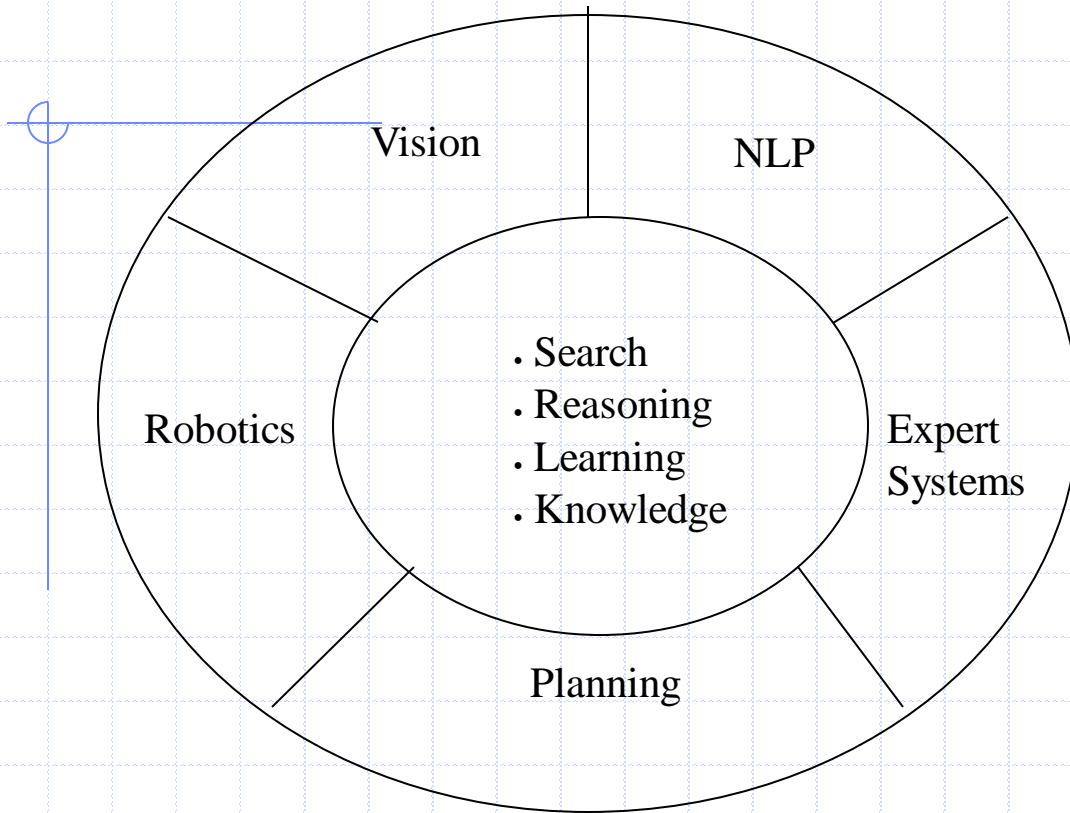 Vision
NLP
• Search
• Reasoning
• Learning
• Knowledge
Robotics
Expert
Systems
Planning